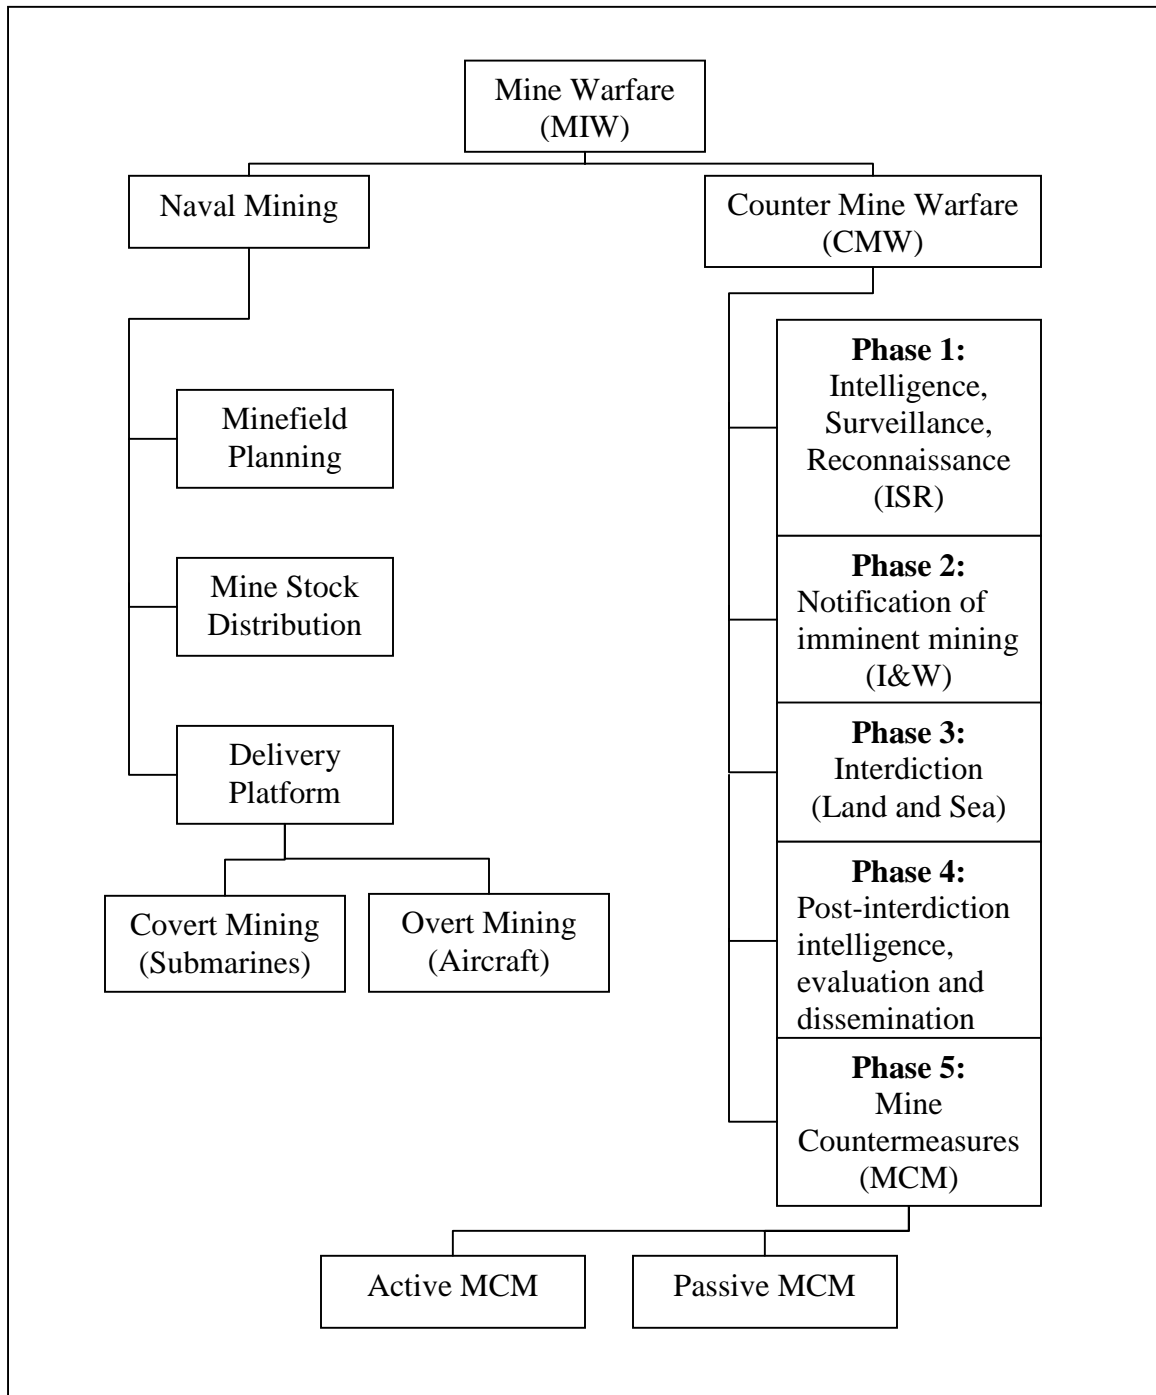 Mine Warfare
(MIW)
Naval Mining
Counter Mine Warfare
(CMW)
Minefield
Planning
Mine Stock
Distribution
Delivery
Platform
Covert Mining
(Submarines)
Overt Mining
(Aircraft)
Phase 1:
Intelligence,
Surveillance,
Reconnaissance
(ISR)
Phase 2:
Notification of
imminent mining
(I&W)
Phase 3:
Interdiction
(Land and Sea)
Phase 4:
Post-interdiction
intelligence,
evaluation and
dissemination
Phase 5:
Mine
Countermeasures
(MCM)
Active MCM
Passive MCM